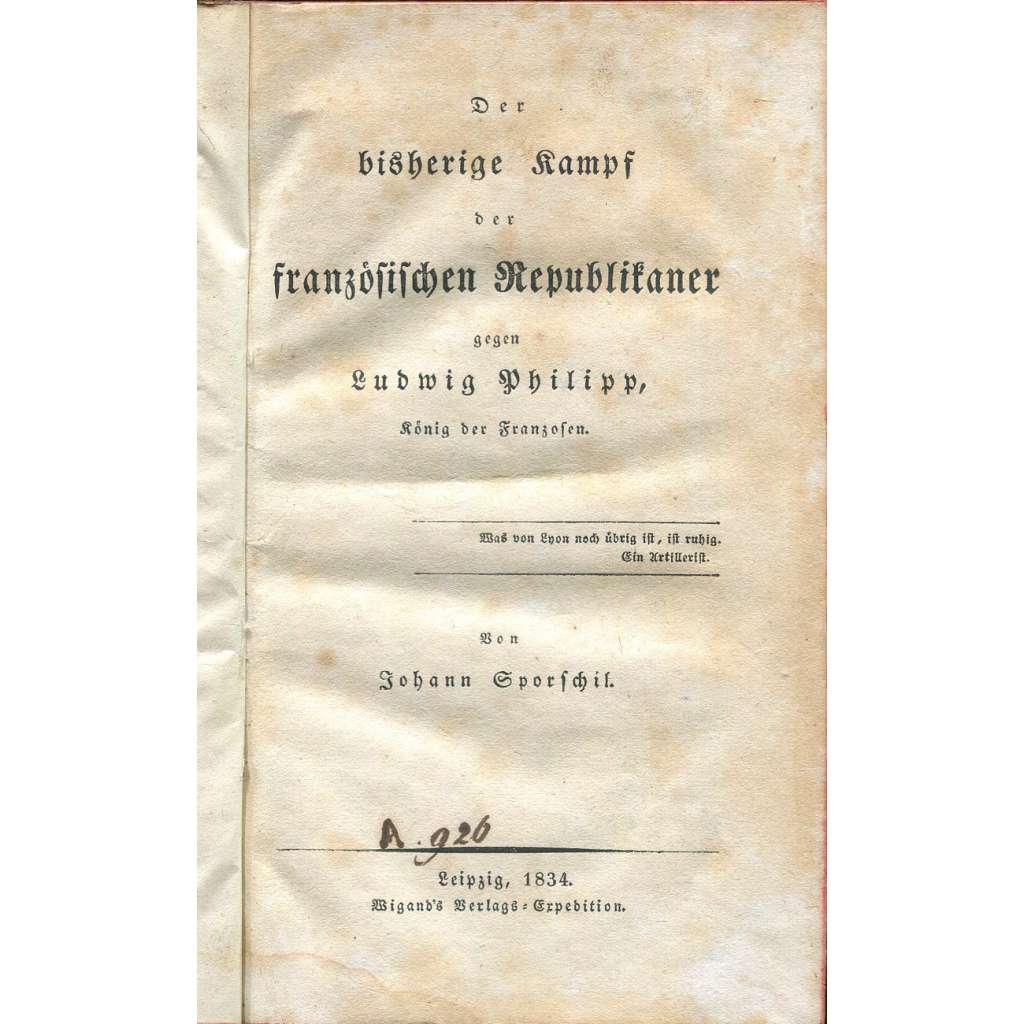 Der
bisherige Kampf
der
französischen Republikaner
gegen
Ludwig Philipp,
König der Franzosen.
Was von Lyon noch übrig ist, ist ruhig.
Ein Artillerist.
Von
Johann Sporschil.
A. 926
Leipzig, 1834.
Wigand's Verlags-Expedition.